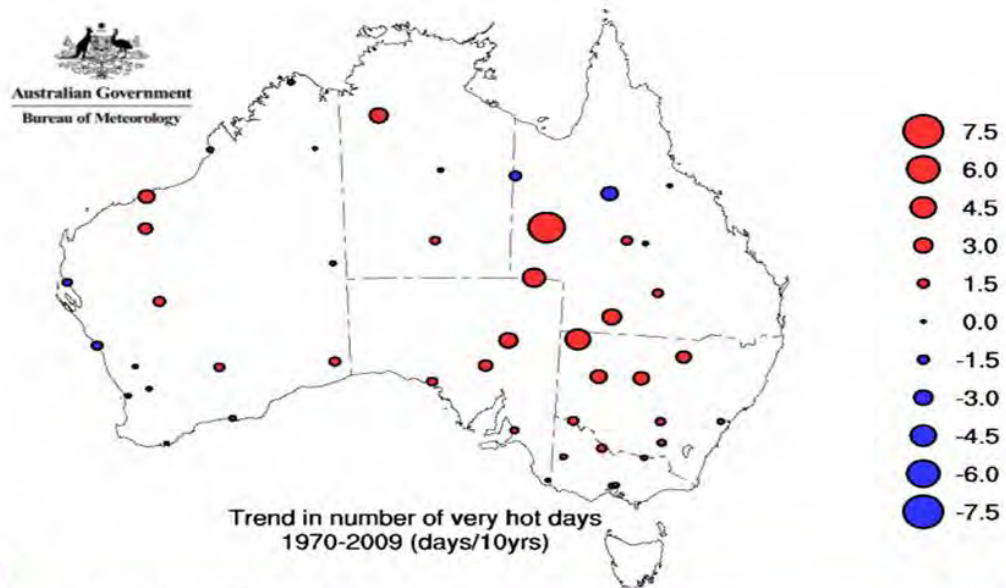 Australian Government
Bureau of Meteorology
7.5
6.0
4.5
3.0
1.5
0.0
-1.5
-3.0
-4.5
-6.0
-7.5
Trend in number of very hot days
1970-2009 (days/10yrs)